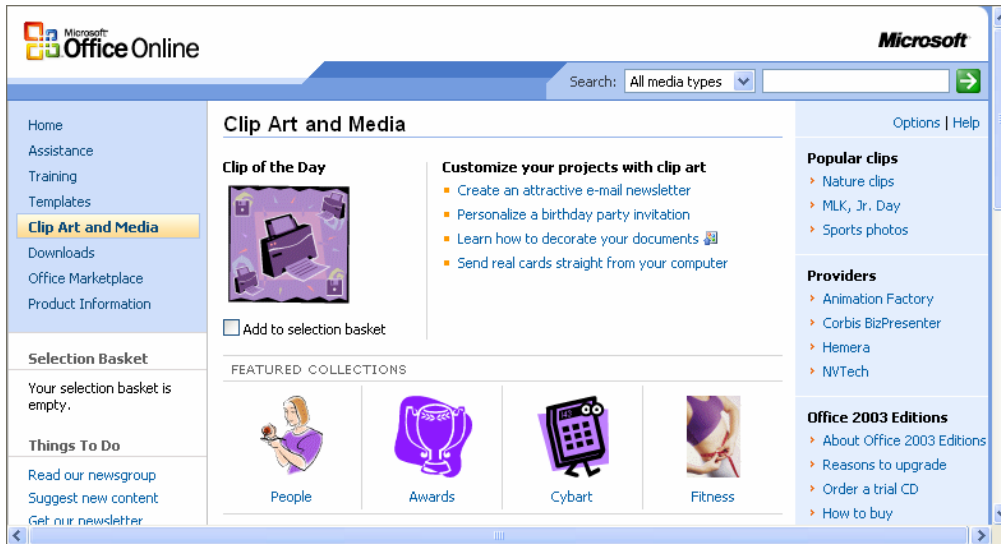 Microsoft
Office Online
Microsoft
Search: All media types
Home
Assistance
Training
Templates
Clip Art and Media
Downloads
Office Marketplace
Product Information
Selection Basket
Your selection basket is
empty.
Things To Do
Read our newsgroup
Suggest new content
Get our newsletter
Clip Art and Media
Clip of the Day
Add to selection basket
Customize your projects with clip art
Create an attractive e-mail newsletter
Personalize a birthday party invitation
Learn how to decorate your documents
Send real cards straight from your computer
FEATURED COLLECTIONS
People
Awards
Cybart
Fitness
Options | Help
Popular clips
Nature clips
MLK, Jr. Day
Sports photos
Providers
Animation Factory
Corbis BizPresenter
Hemera
NVTech
Office 2003 Editions
About Office 2003 Editions
Reasons to upgrade
Order a trial CD
How to buy